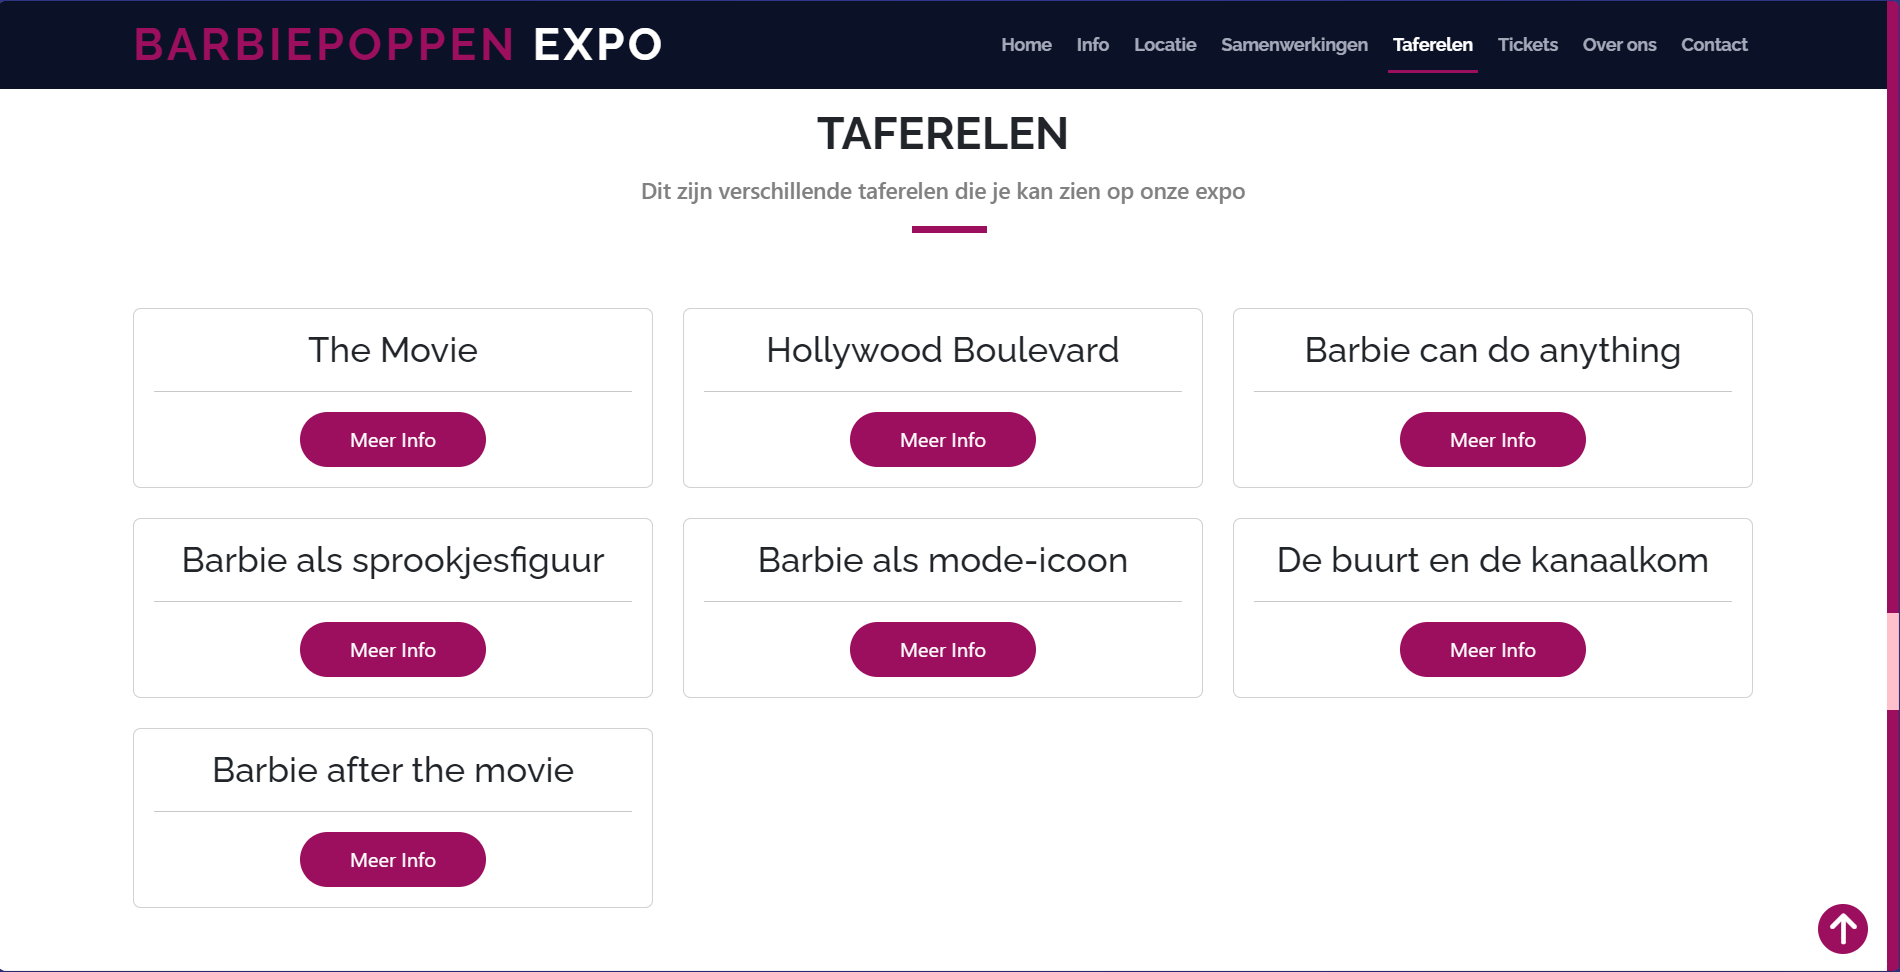 BARBIEPOPPEN EXPO
Home Info Locatie Samenwerkingen Taferelen Tickets Over ons Contact
TAFERELEN
Dit zijn verschillende taferelen die je kan zien op onze expo
The Movie
Meer Info
Hollywood Boulevard
Meer Info
Barbie can do anything
Meer Info
Barbie als sprookjesfiguur
Meer Info
Barbie als mode-icoon
Meer Info
De buurt en de kanaalkom
Meer Info
Barbie after the movie
Meer Info